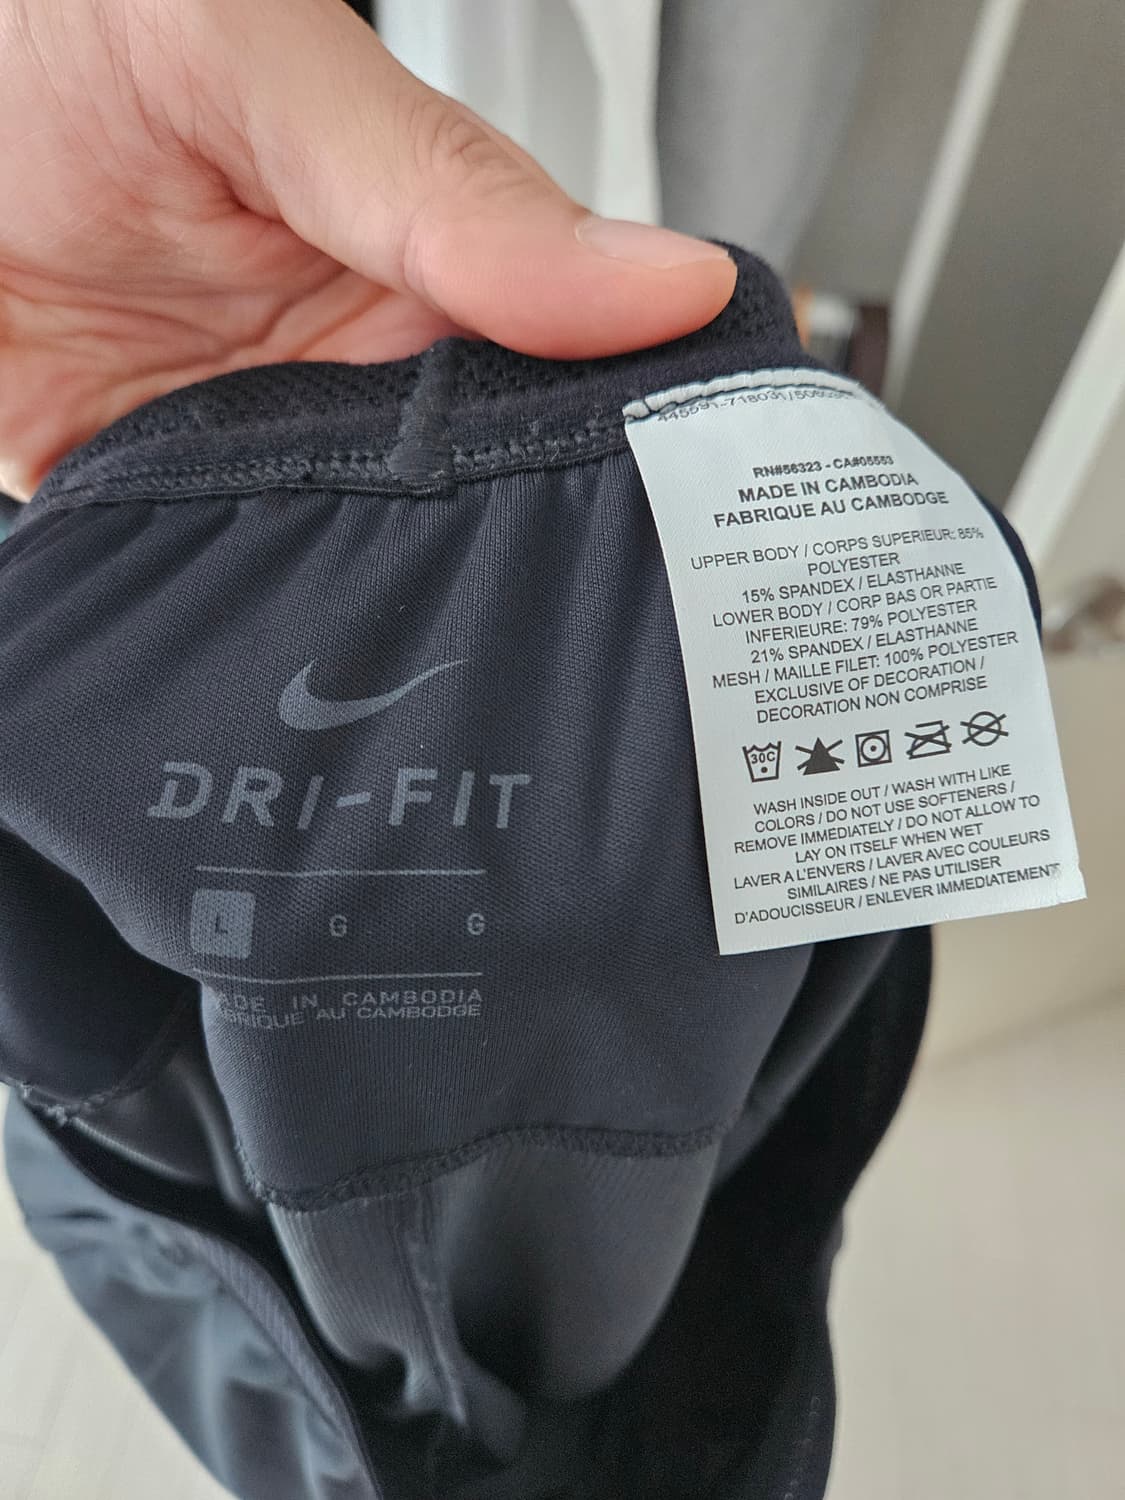 DRI-FIT
L G G
MADE IN CAMBODIA
FABRIQUE AU CAMBODGE
RN#56323 - CA#05553
MADE IN CAMBODIA
FABRIQUE AU CAMBODGE
UPPER BODY / CORPS SUPERIEUR: 85%
POLYESTER
15% SPANDEX / ELASTHANNE
LOWER BODY / CORP BAS OR PARTIE
INFERIEURE: 79% POLYESTER
21% SPANDEX / ELASTHANNE
MESH / MAILLE FILET: 100% POLYESTER
EXCLUSIVE OF DECORATION /
DECORATION NON COMPRISE
30C
WASH INSIDE OUT / WASH WITH LIKE
COLORS / DO NOT USE SOFTENERS /
REMOVE IMMEDIATELY / DO NOT ALLOW TO
LAY ON ITSELF WHEN WET
LAVER A L'ENVERS / LAVER AVEC COULEURS
SIMILAIRES / NE PAS UTILISER
D'ADOUCISSEUR / ENLEVER IMMEDIATEMENT